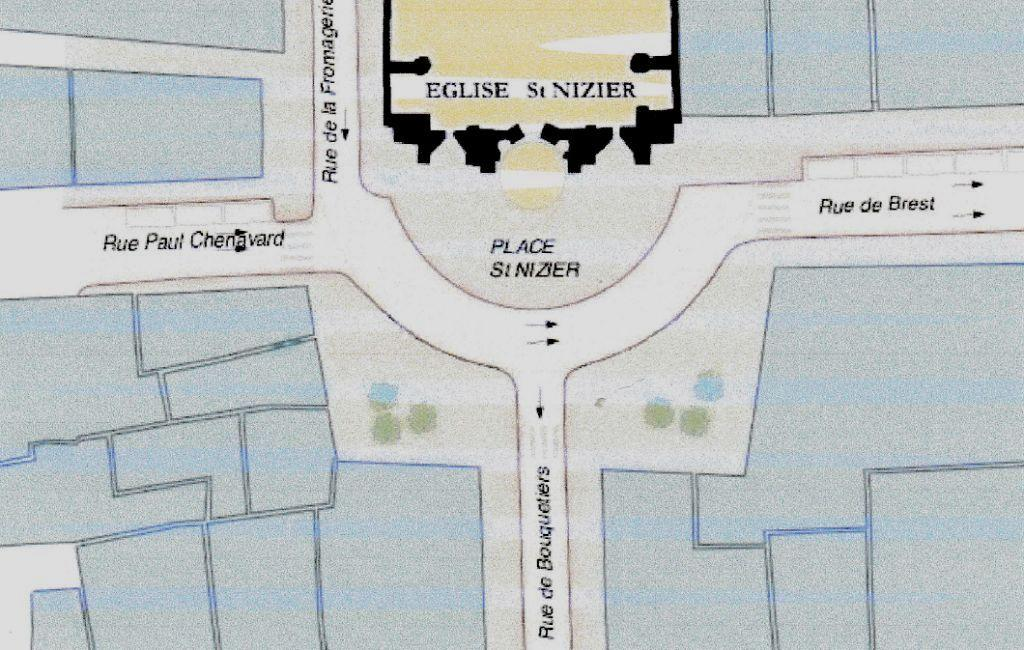 Rue de la Fromagerie
EGLISE St NIZIER
Rue de Brest
Rue Paul Chenavard
PLACE
St NIZIER
Rue de Bouquetiers